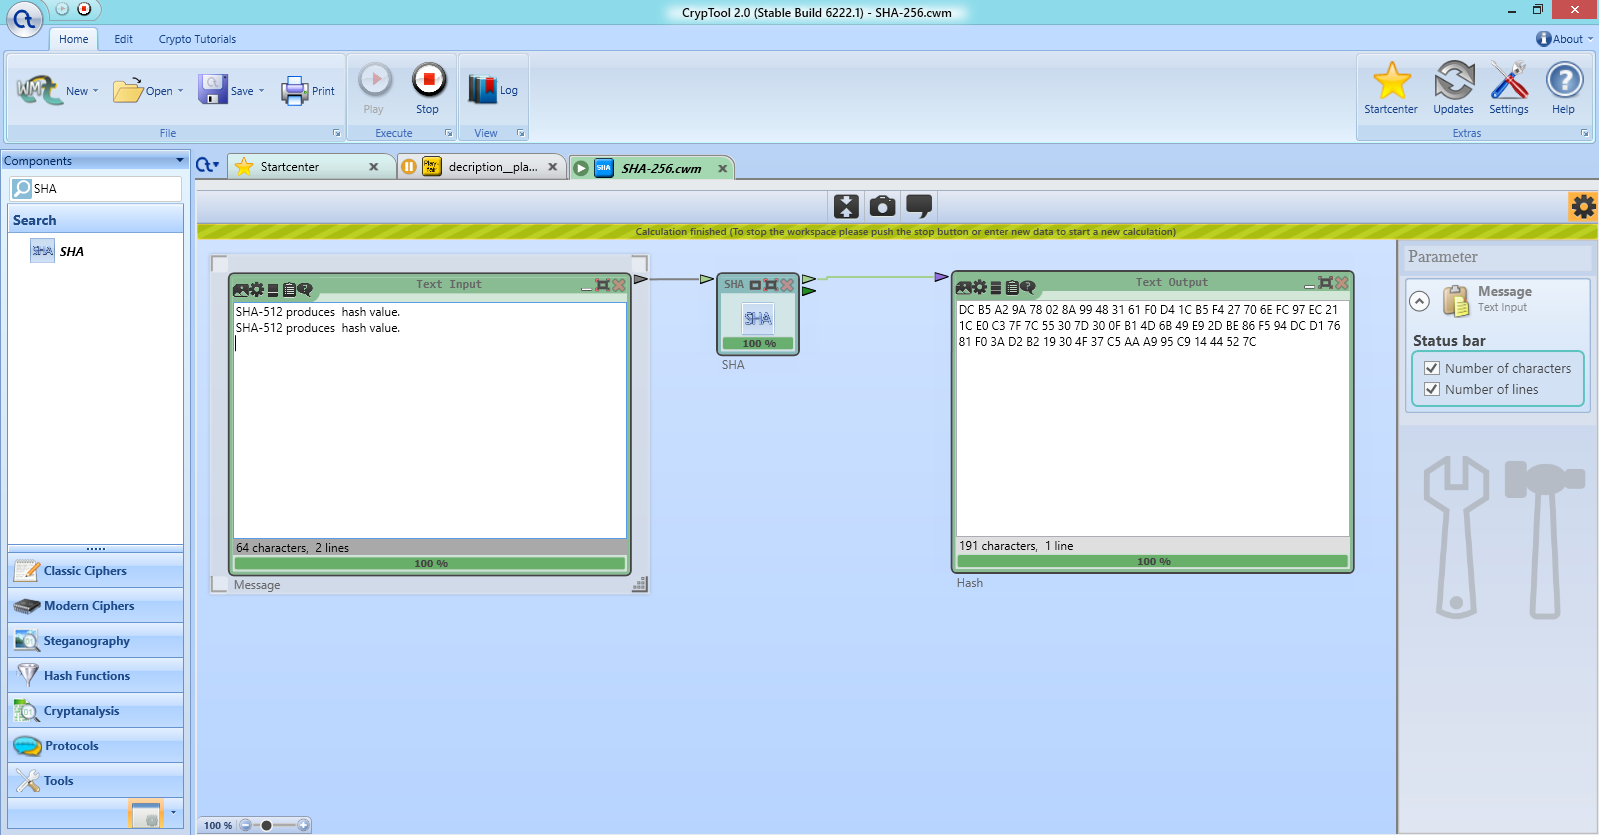 CrypTool 2.0 (Stable Build 6222.1) - SHA-256.cwm
Home Edit Crypto Tutorials About
New Open Save Print Play Stop Log Startcenter Updates Settings Help
File Execute View Extras
Components
Startcenter decription_pla... SHA-256.cwm
SHA
Search
SHA
Calculation finished (To stop the workspace please push the stop button or enter new data to start a new calculation)
Parameter
Text Input
SHA-512 produces  hash value.
SHA-512 produces  hash value.
64 characters,  2 lines
100 %
Message
SHA
SHA
100 %
SHA
Text Output
DC B5 A2 9A 78 02 8A 99 48 31 61 F0 D4 1C B5 F4 27 70 6E FC 97 EC 21
1C E0 C3 7F 7C 55 30 7D 30 0F B1 4D 6B 49 E9 2D BE 86 F5 94 DC D1 76
81 F0 3A D2 B2 19 30 4F 37 C5 AA A9 95 C9 14 44 52 7C
191 characters,  1 line
100 %
Hash
Message
Text Input
Status bar
Number of characters
Number of lines
Classic Ciphers
Modern Ciphers
Steganography
Hash Functions
Cryptanalysis
Protocols
Tools
100 %